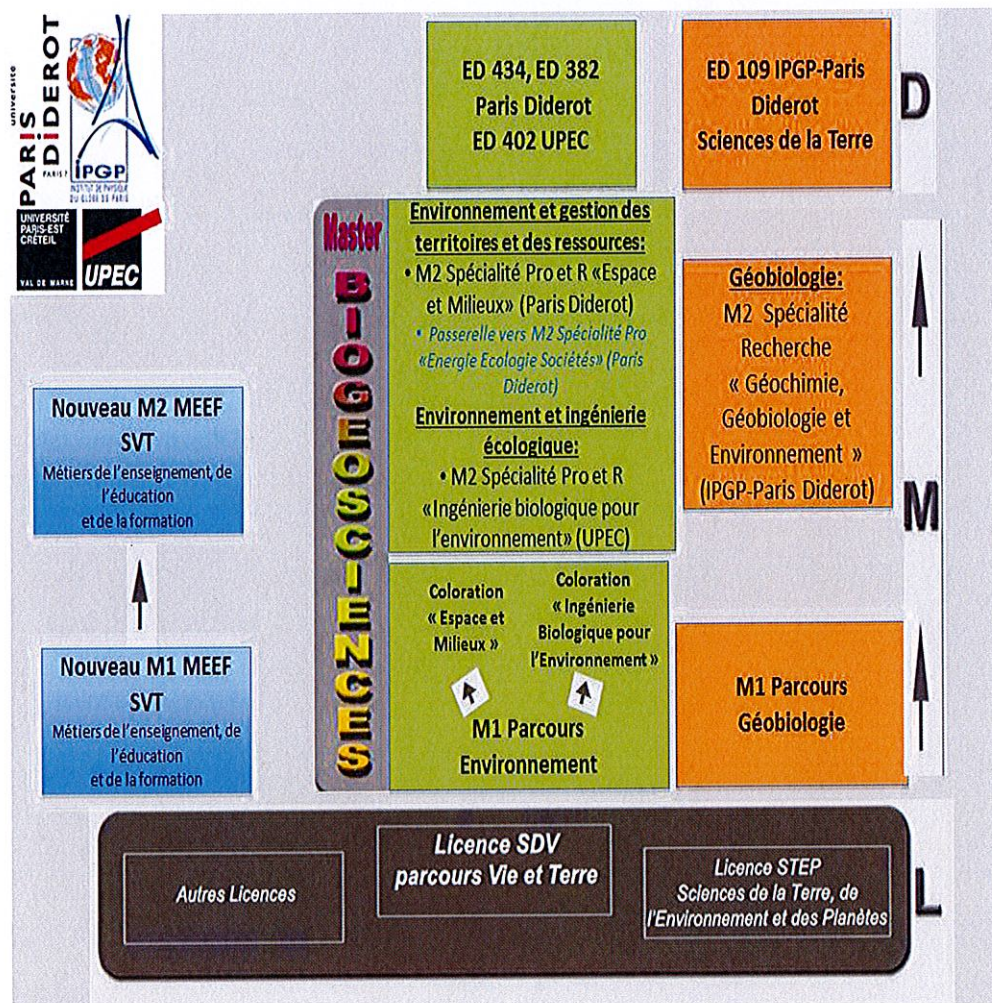 université
PARIS
DiDEROT
PARIS 7
iPGP
INSTITUT DE PHYSIQUE
DU GLOBE DE PARIS
UNIVERSITÉ
PARIS-EST
CRÉTEIL
VAL DE MARNE
UPEC
ED 434, ED 382
Paris Diderot
ED 402 UPEC
ED 109 IPGP-Paris
Diderot
Sciences de la Terre
D
Master
BIOGEOSCIENCES
Environnement et gestion des
territoires et des ressources:
• M2 Spécialité Pro et R «Espace
et Milieux» (Paris Diderot)
• Passerelle vers M2 Spécialité Pro
«Energie Ecologie Sociétés» (Paris
Diderot)
Environnement et ingénierie
écologique:
• M2 Spécialité Pro et R
«Ingénierie biologique pour
l'environnement» (UPEC)
Géobiologie:
M2 Spécialité
Recherche
« Géochimie,
Géobiologie et
Environnement »
(IPGP-Paris Diderot)
M
Nouveau M2 MEEF
SVT
Métiers de l'enseignement, de
l'éducation
et de la formation
Nouveau M1 MEEF
SVT
Métiers de l'enseignement, de
l'éducation
et de la formation
Coloration
« Espace et
Milieux »
Coloration
« Ingénierie
Biologique pour
l'Environnement »
M1 Parcours
Environnement
M1 Parcours
Géobiologie
Autres Licences
Licence SDV
parcours Vie et Terre
Licence STEP
Sciences de la Terre, de
l'Environnement et des Planètes
L